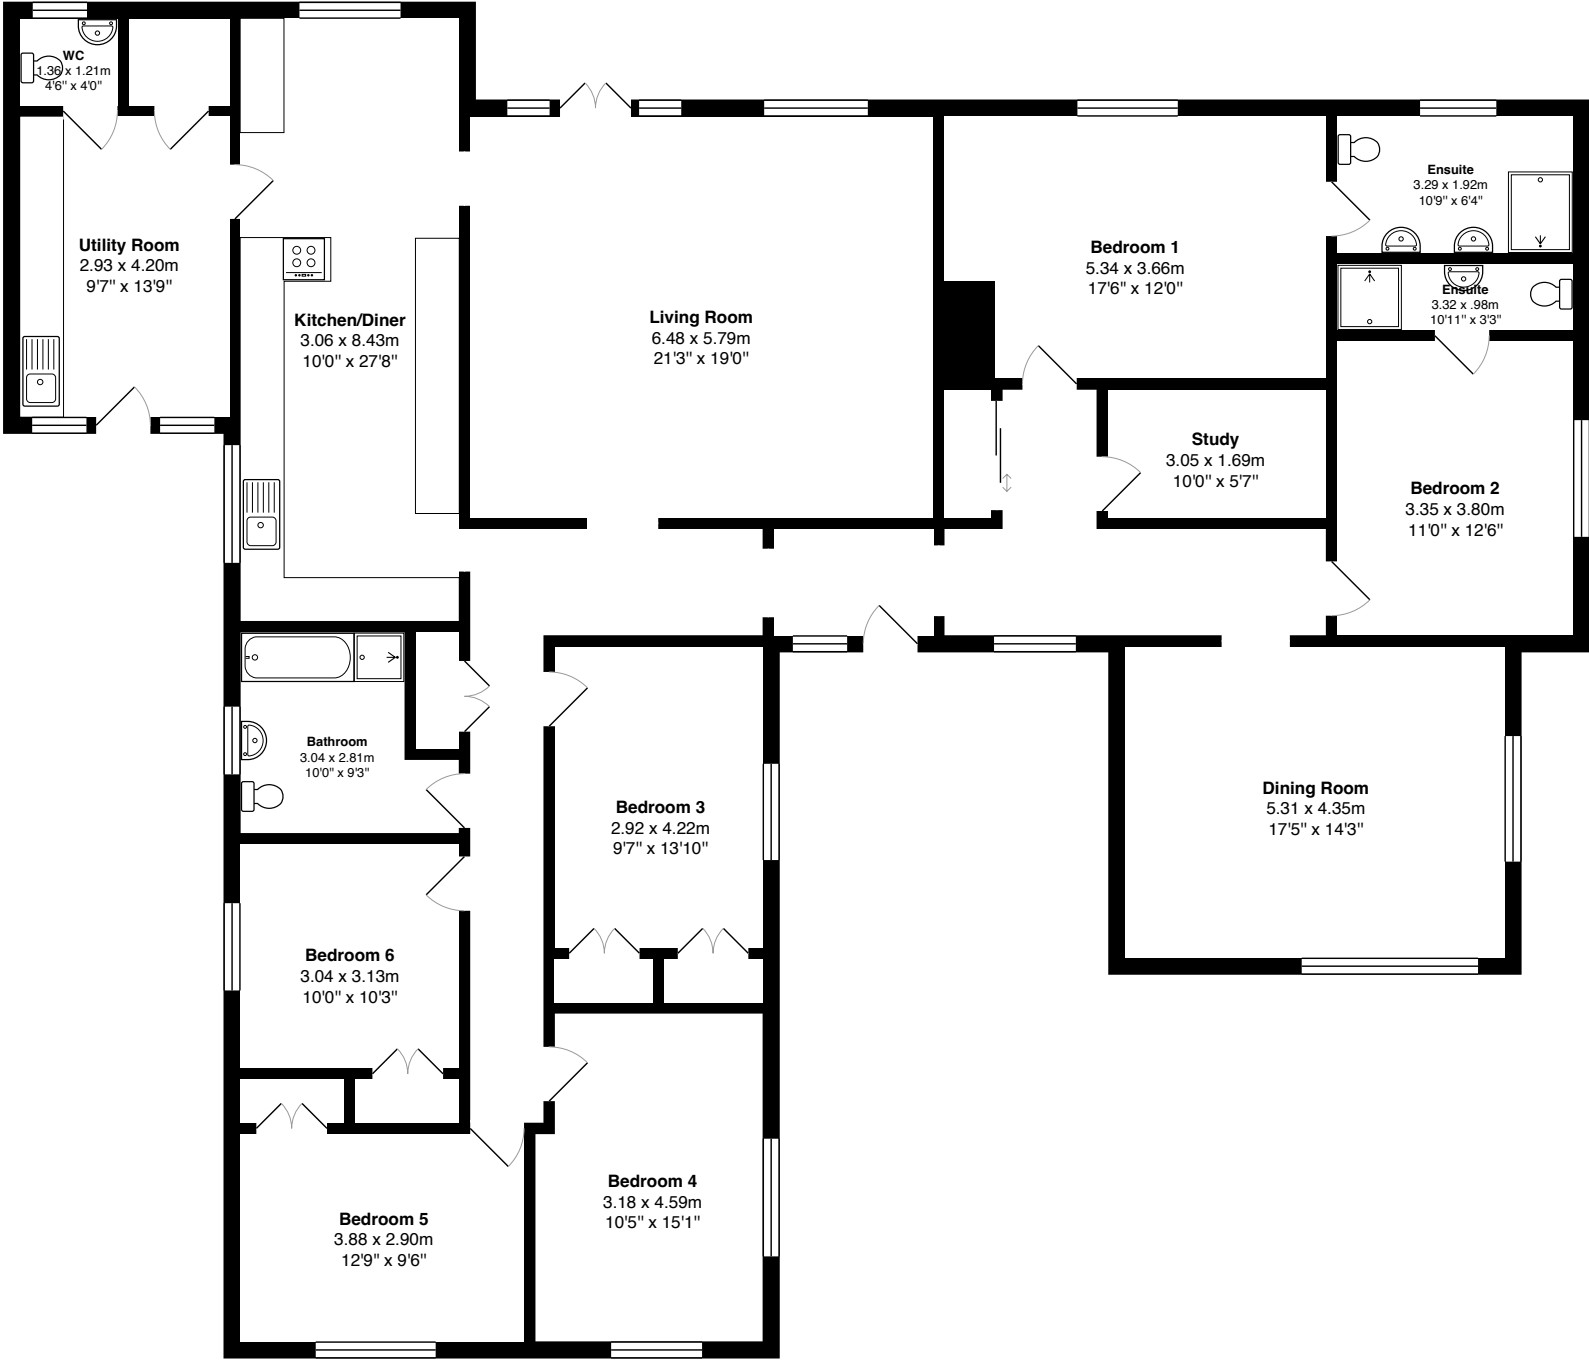 WC
1.36 x 1.21m
4'6" x 4'0"
Utility Room
2.93 x 4.20m
9'7" x 13'9"
Kitchen/Diner
3.06 x 8.43m
10'0" x 27'8"
Living Room
6.48 x 5.79m
21'3" x 19'0"
Bedroom 1
5.34 x 3.66m
17'6" x 12'0"
Ensuite
3.29 x 1.92m
10'9" x 6'4"
Ensuite
3.32 x .98m
10'11" x 3'3"
Study
3.05 x 1.69m
10'0" x 5'7"
Bedroom 2
3.35 x 3.80m
11'0" x 12'6"
Bathroom
3.04 x 2.81m
10'0" x 9'3"
Bedroom 3
2.92 x 4.22m
9'7" x 13'10"
Dining Room
5.31 x 4.35m
17'5" x 14'3"
Bedroom 6
3.04 x 3.13m
10'0" x 10'3"
Bedroom 4
3.18 x 4.59m
10'5" x 15'1"
Bedroom 5
3.88 x 2.90m
12'9" x 9'6"